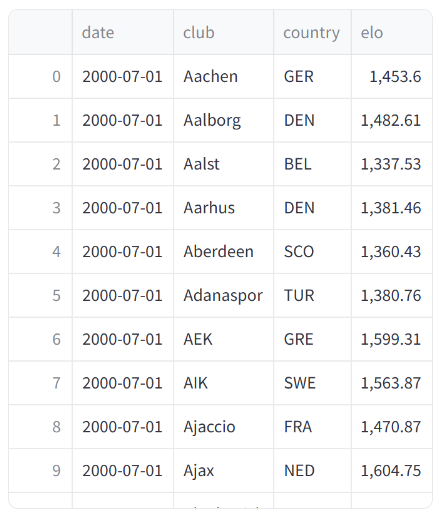 date club country elo
0 2000-07-01 Aachen GER 1,453.6
1 2000-07-01 Aalborg DEN 1,482.61
2 2000-07-01 Aalst BEL 1,337.53
3 2000-07-01 Aarhus DEN 1,381.46
4 2000-07-01 Aberdeen SCO 1,360.43
5 2000-07-01 Adanaspor TUR 1,380.76
6 2000-07-01 AEK GRE 1,599.31
7 2000-07-01 AIK SWE 1,563.87
8 2000-07-01 Ajaccio FRA 1,470.87
9 2000-07-01 Ajax NED 1,604.75